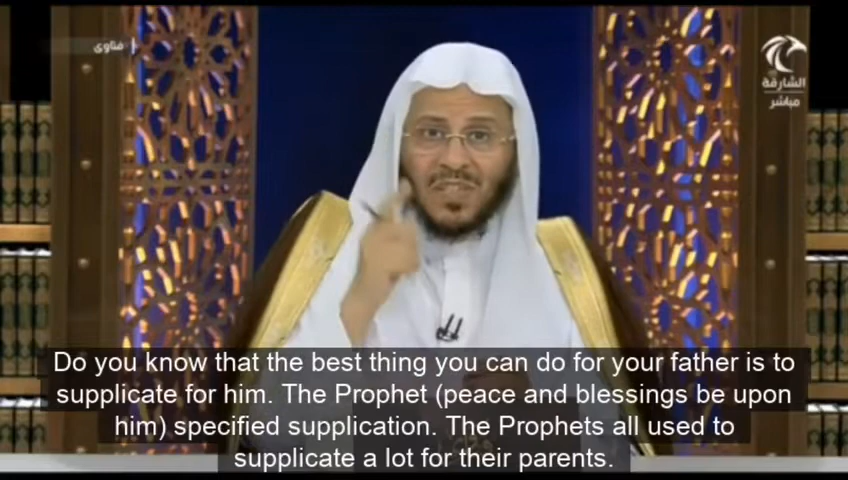 فتاوى
الشارقة
مباشر
Do you know that the best thing you can do for your father is to
supplicate for him. The Prophet (peace and blessings be upon
him) specified supplication. The Prophets all used to
supplicate a lot for their parents.